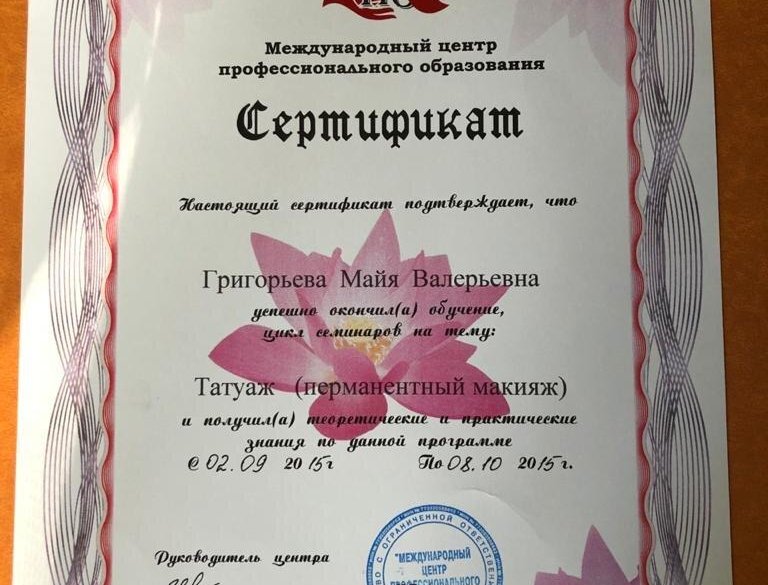 Международный центр
профессионального образования
Сертификат
Настоящий сертификат подтверждает, что
Григорьева Майя Валерьевна
успешно окончил(а) обучение,
цикл семинаров на тему:
Татуаж (перманентный макияж)
и получил(а) теоретические и практические
знания по данной программе
С 02.09 2015г По 08.10 2015г.
Руководитель центра
С ОГРАНИЧЕННОЙ
"МЕЖДУНАРОДНЫЙ
ЦЕНТР
ПРОФЕССИОНАЛЬНОГО